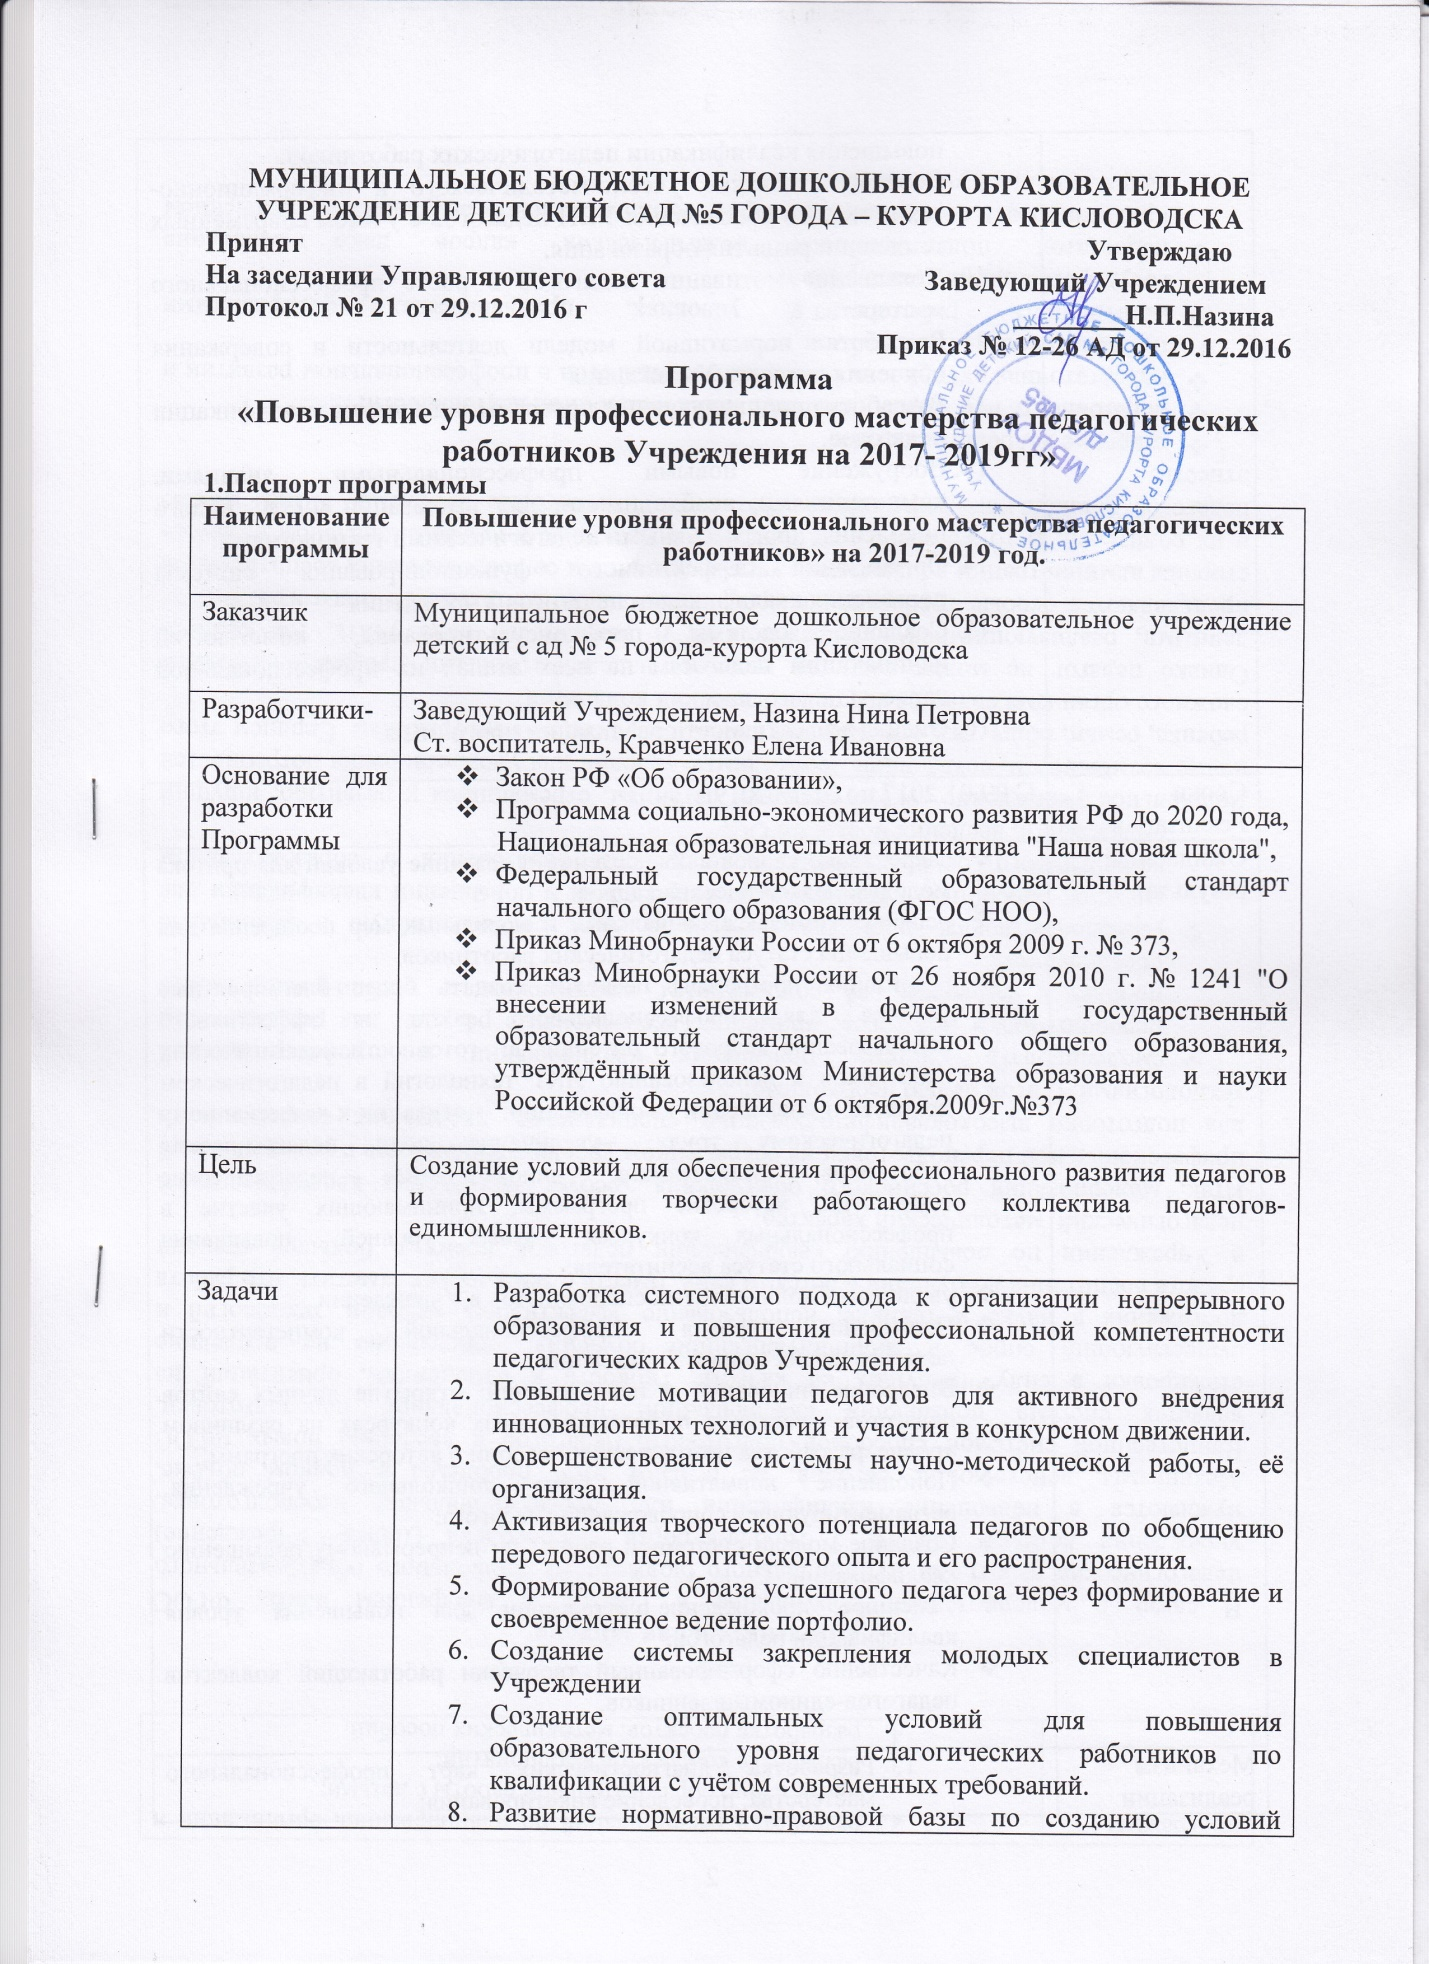 МУНИЦИПАЛЬНОЕ БЮДЖЕТНОЕ ДОШКОЛЬНОЕ ОБРАЗОВАТЕЛЬНОЕ
УЧРЕЖДЕНИЕ ДЕТСКИЙ САД №5 ГОРОДА – КУРОРТА КИСЛОВОДСКА
Принят Утверждаю
На заседании Управляющего совета Заведующий Учреждением
Протокол № 21 от 29.12.2016 г ________Н.П.Назина
Приказ № 12-26 АД от 29.12.2016
Программа
«Повышение уровня профессионального мастерства педагогических
работников Учреждения на 2017- 2019гг»
МБДОУ
Д/С №5
1.Паспорт программы
Наименование программы
Повышение уровня профессионального мастерства педагогических
работников» на 2017-2019 год.
Заказчик
Муниципальное бюджетное дошкольное образовательное учреждение
детский с ад № 5 города-курорта Кисловодска
Разработчики-
Заведующий Учреждением, Назина Нина Петровна
Ст. воспитатель, Кравченко Елена Ивановна
Основание для
разработки
Программы
❖ Закон РФ «Об образовании»,
❖ Программа социально-экономического развития РФ до 2020 года,
Национальная образовательная инициатива "Наша новая школа",
❖ Федеральный государственный образовательный стандарт
начального общего образования (ФГОС НОО),
❖ Приказ Минобрнауки России от 6 октября 2009 г. № 373,
❖ Приказ Минобрнауки России от 26 ноября 2010 г. № 1241 "О
внесении изменений в федеральный государственный
образовательный стандарт начального общего образования,
утверждённый приказом Министерства образования и науки
Российской Федерации от 6 октября.2009г.№373
Цель
Создание условий для обеспечения профессионального развития педагогов
и формирования творчески работающего коллектива педагогов-
единомышленников.
Задачи
1. Разработка системного подхода к организации непрерывного
образования и повышения профессиональной компетентности
педагогических кадров Учреждения.
2. Повышение мотивации педагогов для активного внедрения
инновационных технологий и участия в конкурсном движении.
3. Совершенствование системы научно-методической работы, её
организация.
4. Активизация творческого потенциала педагогов по обобщению
передового педагогического опыта и его распространения.
5. Формирование образа успешного педагога через формирование и
своевременное ведение портфолио.
6. Создание системы закрепления молодых специалистов в
Учреждении
7. Создание оптимальных условий для повышения
образовательного уровня педагогических работников по
квалификации с учётом современных требований.
8. Развитие нормативно-правовой базы по созданию условий